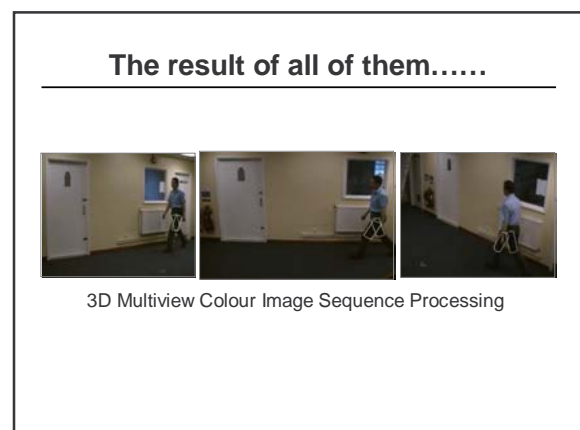 The result of all of them......
3D Multiview Colour Image Sequence Processing